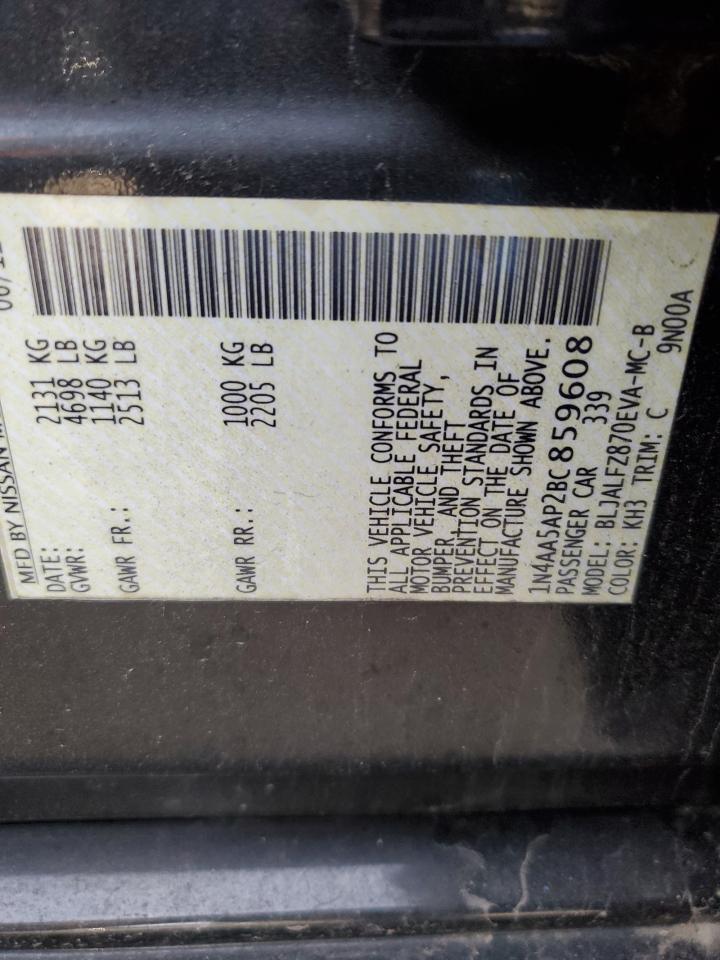 MFD BY NISSAN
DATE:
GVWR: 2131 KG
4698 LB
GAWR FR.: 1140 KG
2513 LB
GAWR RR.: 1000 KG
2205 LB
THIS VEHICLE CONFORMS TO
ALL APPLICABLE FEDERAL
MOTOR VEHICLE SAFETY,
BUMPER, AND THEFT
PREVENTION STANDARDS IN
EFFECT ON THE DATE OF
MANUFACTURE SHOWN ABOVE.
1N4AA5AP2BC859608
PASSENGER CAR 339
MODEL: BLJALFZ870EVA-MC-B
COLOR: KH3 TRIM: C 9N00A